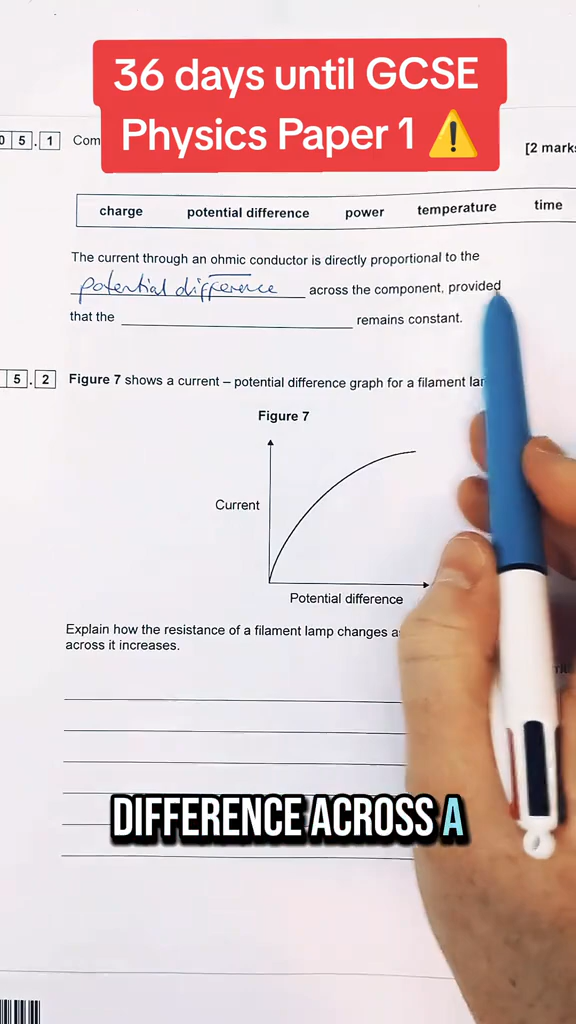 36 days until GCSE
Physics Paper 1 ⚠️
0 5 . 1 Com [2 marks
charge potential difference power temperature time
The current through an ohmic conductor is directly proportional to the
potential difference across the component, provided
that the remains constant.
5 . 2 Figure 7 shows a current – potential difference graph for a filament
Figure 7
Current
Potential difference
Explain how the resistance of a filament lamp changes
across it increases.
DIFFERENCE ACROSS A